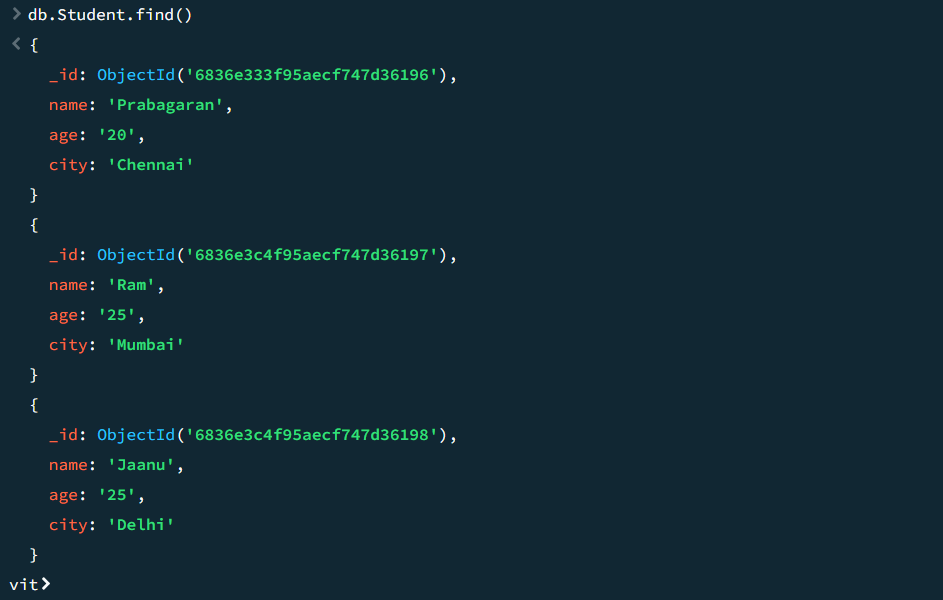 > db.Student.find()
< {
_id: ObjectId('6836e333f95aecf747d36196'),
name: 'Prabagaran',
age: '20',
city: 'Chennai'
}
{
_id: ObjectId('6836e3c4f95aecf747d36197'),
name: 'Ram',
age: '25',
city: 'Mumbai'
}
{
_id: ObjectId('6836e3c4f95aecf747d36198'),
name: 'Jaanu',
age: '25',
city: 'Delhi'
}
vit>